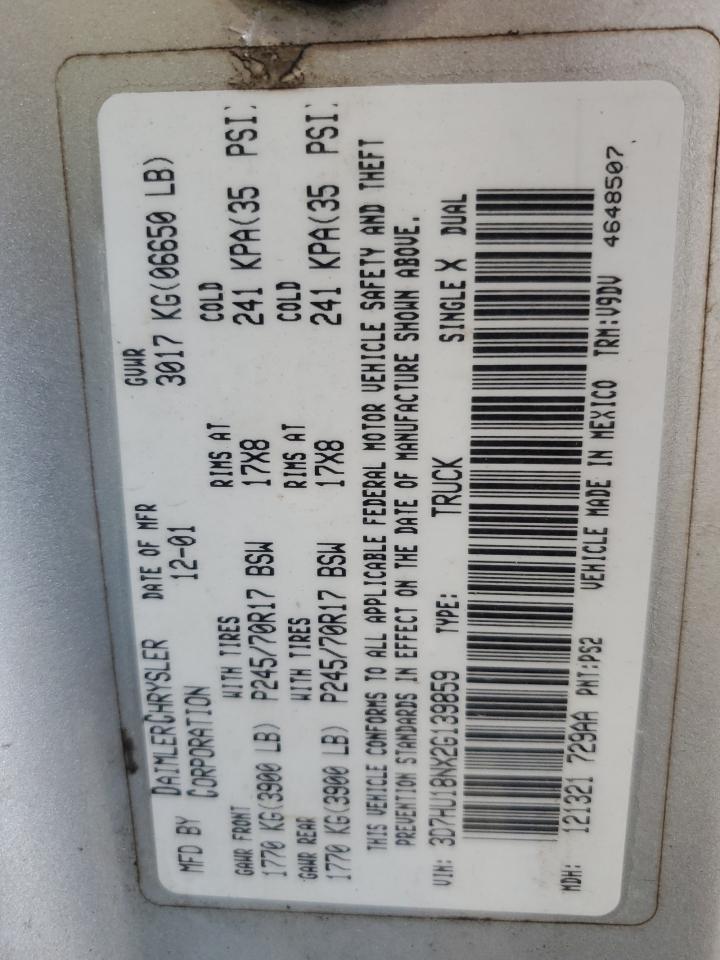 MFD BY DAIMLERCHRYSLER CORPORATION
DATE OF MFR 12-01
GVWR 3017 KG(06650 LB)
GAWR FRONT WITH TIRES RIMS AT COLD
1770 KG(3900 LB) P245/70R17 BSW 17X8 241 KPA(35 PSI)
GAWR REAR WITH TIRES RIMS AT COLD
1770 KG(3900 LB) P245/70R17 BSW 17X8 241 KPA(35 PSI)
THIS VEHICLE CONFORMS TO ALL APPLICABLE FEDERAL MOTOR VEHICLE SAFETY AND THEFT
PREVENTION STANDARDS IN EFFECT ON THE DATE OF MANUFACTURE SHOWN ABOVE.
VIN: 3D7HU18NX2G139859 TYPE: TRUCK SINGLE X DUAL
MDH: 121321 729AA PNT:PS2 VEHICLE MADE IN MEXICO TRM:V9DV 4648507